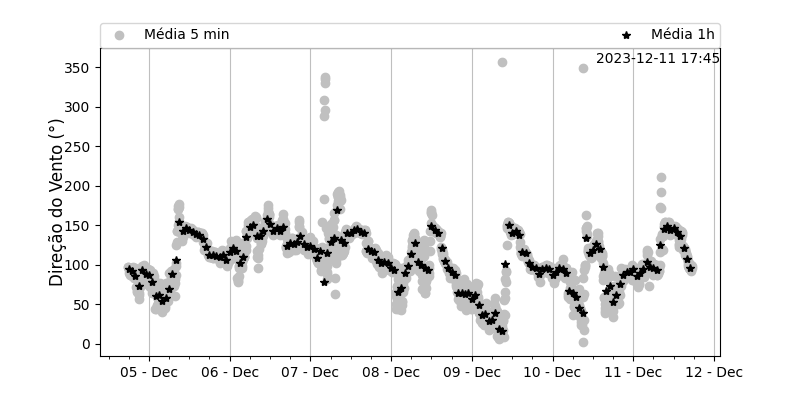 Média 5 min
Média 1h
2023-12-11 17:45
Direção do Vento (°)
350
300
250
200
150
100
50
0
05 - Dec
06 - Dec
07 - Dec
08 - Dec
09 - Dec
10 - Dec
11 - Dec
12 - Dec